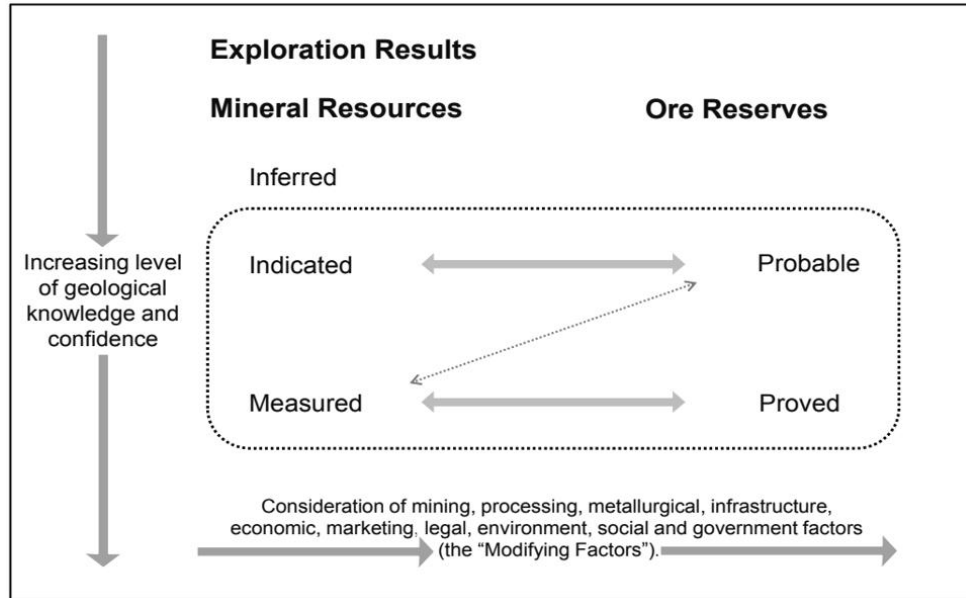 Exploration Results
Mineral Resources
Ore Reserves
Inferred
Increasing level
of geological
knowledge and
confidence
Indicated
Probable
Measured
Proved
Consideration of mining, processing, metallurgical, infrastructure,
economic, marketing, legal, environment, social and government factors
(the “Modifying Factors”).